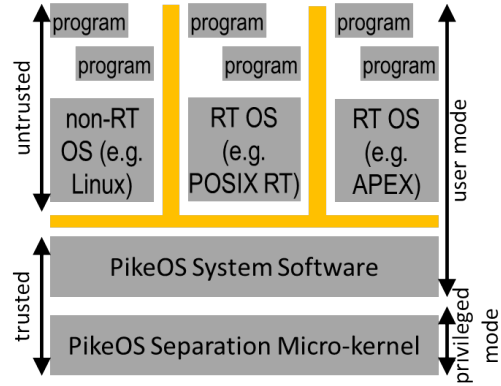 program
program
non-RT
OS (e.g.
Linux)
program
program
RT OS
(e.g.
POSIX RT)
program
program
RT OS
(e.g.
APEX)
PikeOS System Software
PikeOS Separation Micro-kernel
untrusted
trusted
user mode
privileged
mode